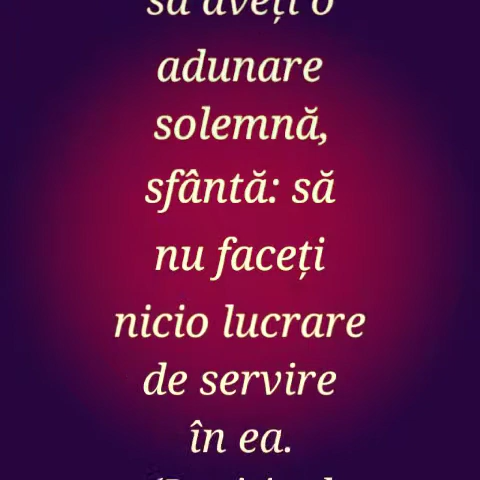 să aveți o
adunare
solemnă,
sfântă: să
nu faceți
nicio lucrare
de servire
în ea.